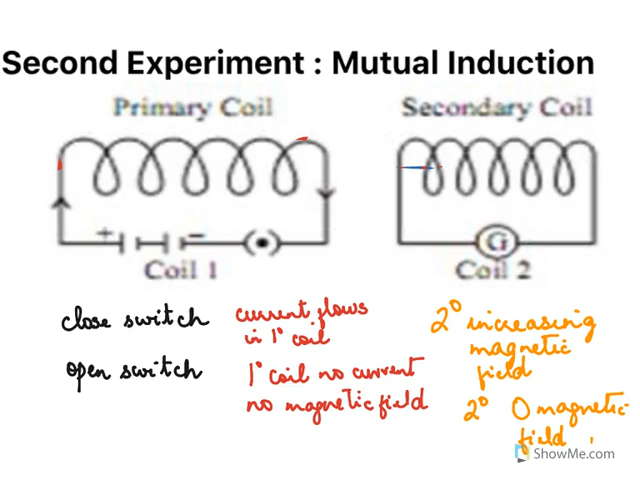 Second Experiment : Mutual Induction
Primary Coil
Secondary Coil
+ −
G
Coil 1
Coil 2
close switch
current flows
in 1° coil
2° increasing
magnetic
field
open switch
1° coil no current
no magnetic field
2° 0 magnetic
field
ShowMe.com